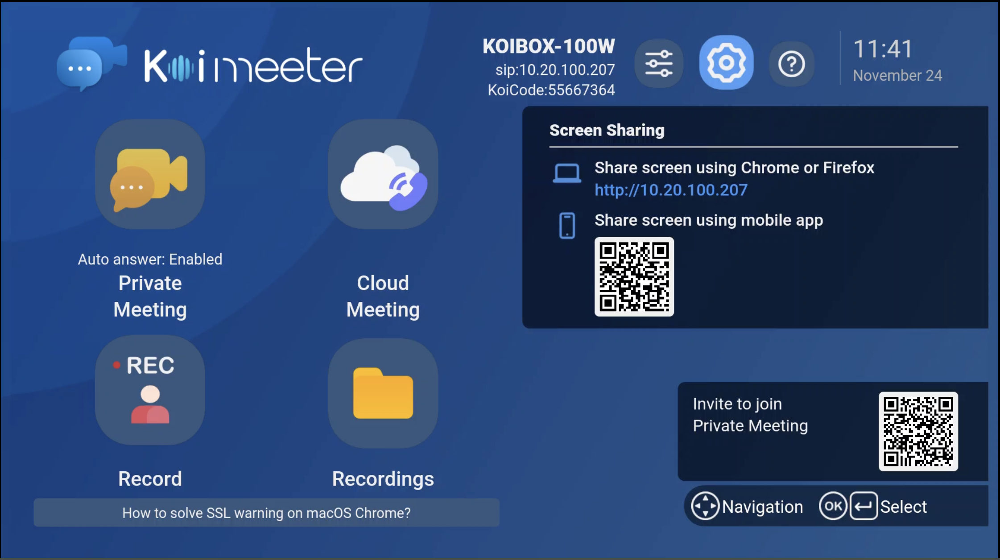 Koi meeter
KOIBOX-100W
sip:10.20.100.207
KoiCode:55667364
11:41
November 24
Screen Sharing
Share screen using Chrome or Firefox
http://10.20.100.207
Share screen using mobile app
Auto answer: Enabled
Private
Meeting
Cloud
Meeting
REC
Record
Recordings
Invite to join
Private Meeting
How to solve SSL warning on macOS Chrome?
Navigation
OK
Select